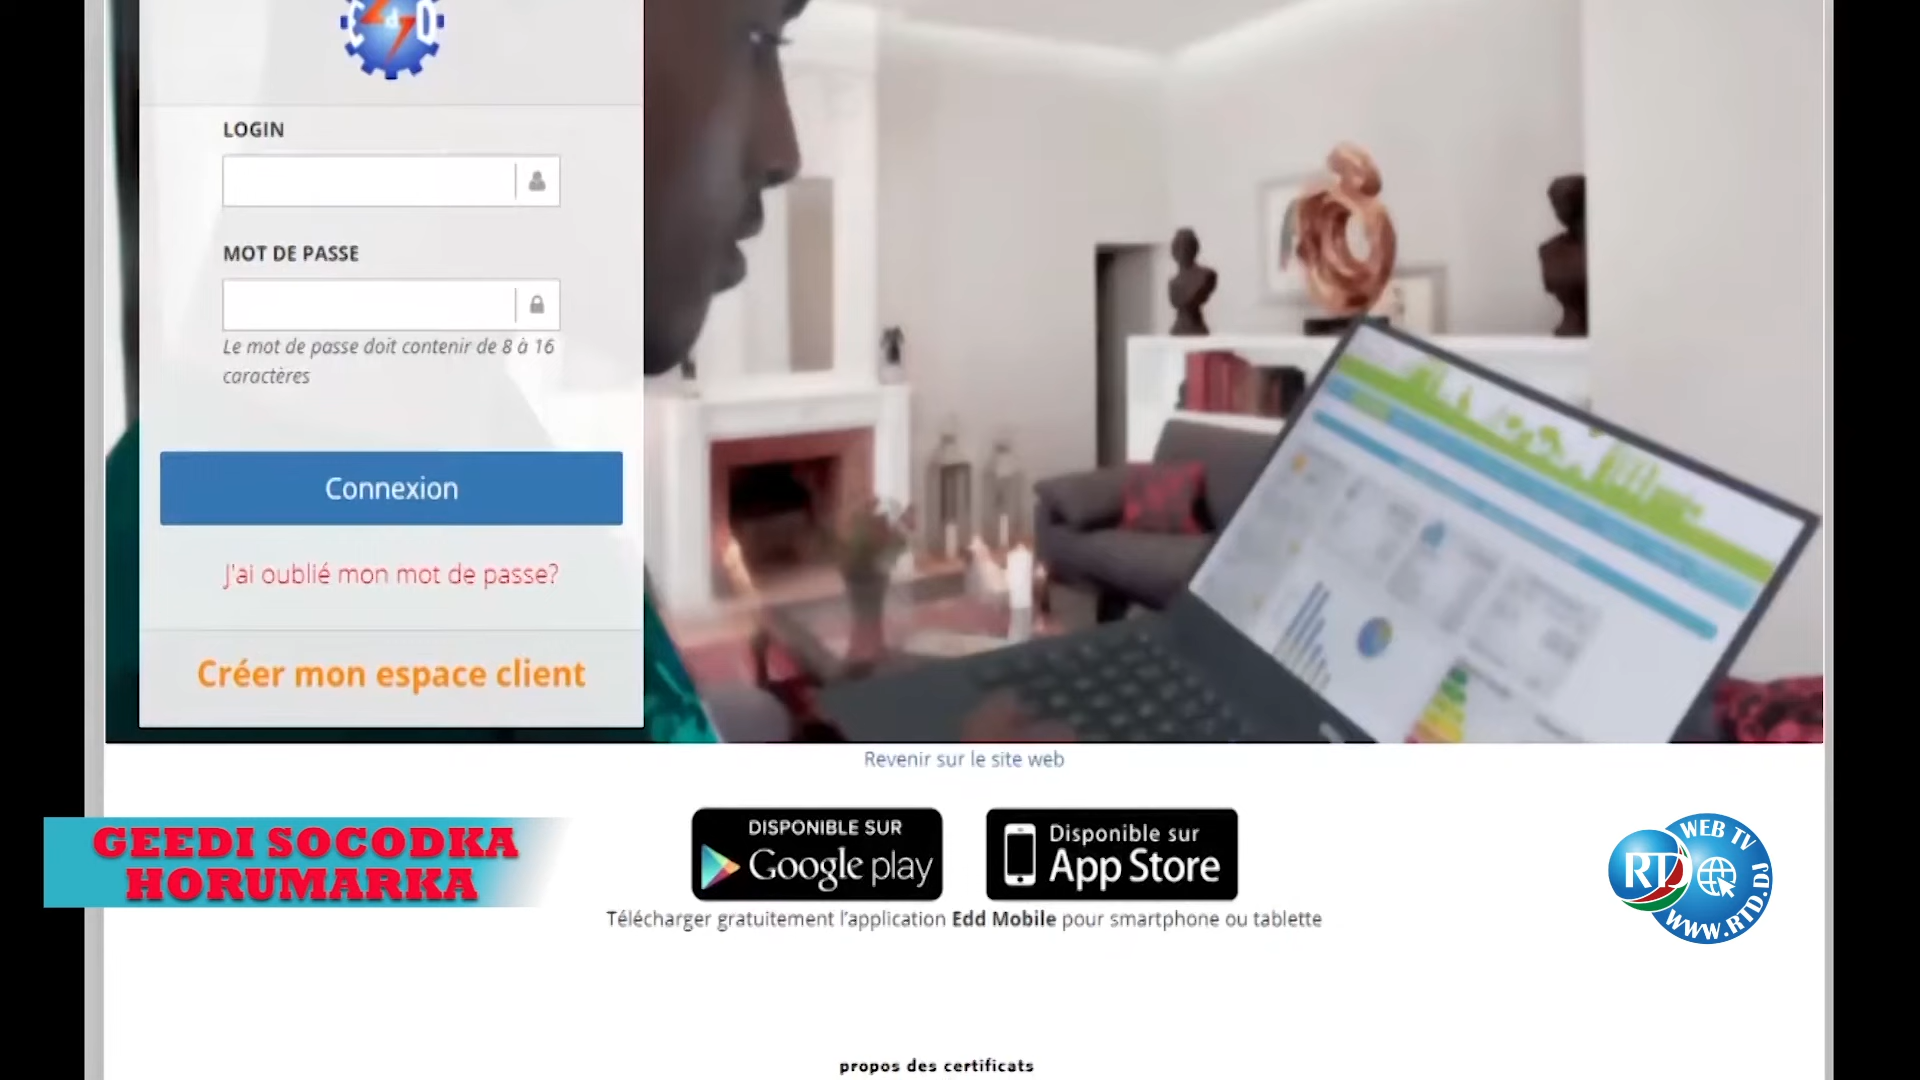 EdD
LOGIN
MOT DE PASSE
Le mot de passe doit contenir de 8 à 16
caractères
Connexion
J'ai oublié mon mot de passe?
Créer mon espace client
Revenir sur le site web
DISPONIBLE SUR
Google play
Disponible sur
App Store
Télécharger gratuitement l'application Edd Mobile pour smartphone ou tablette
GEEDI SOCODKA
HORUMARKA
WEB TV
RTD
WWW.RTD.DJ
propos des certificats